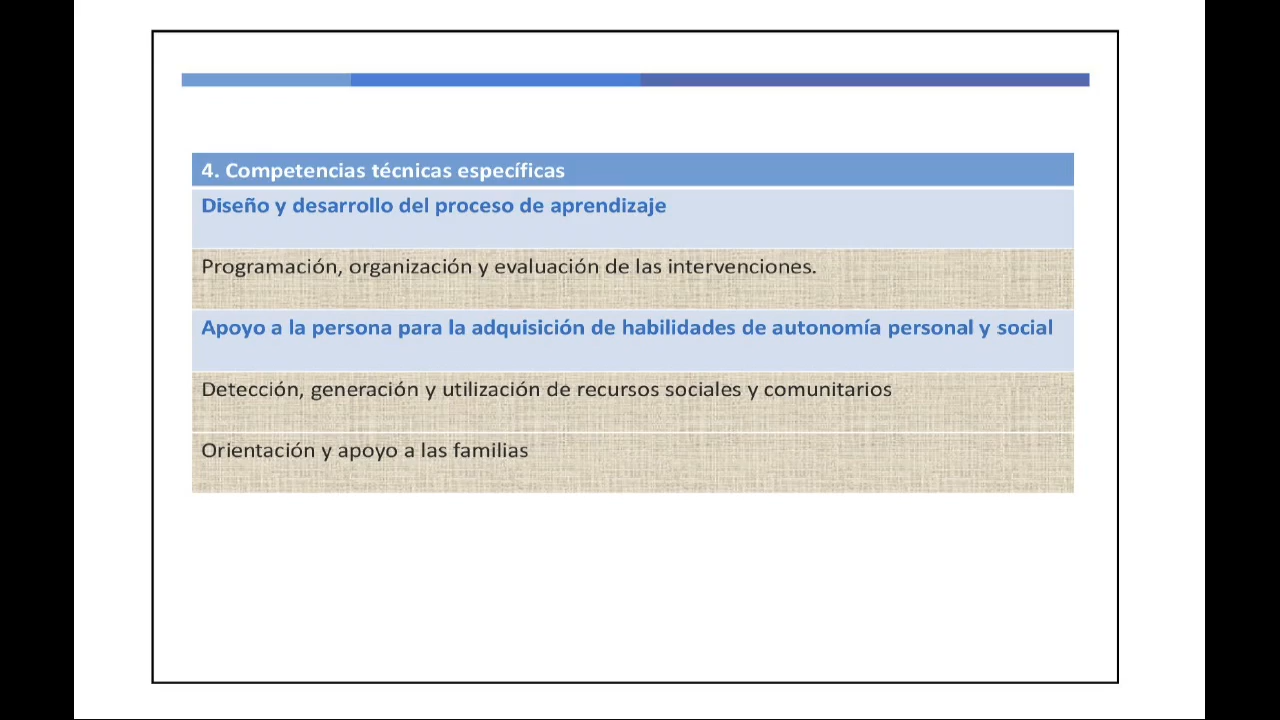 4. Competencias técnicas específicas
Diseño y desarrollo del proceso de aprendizaje
Programación, organización y evaluación de las intervenciones.
Apoyo a la persona para la adquisición de habilidades de autonomía personal y social
Detección, generación y utilización de recursos sociales y comunitarios
Orientación y apoyo a las familias